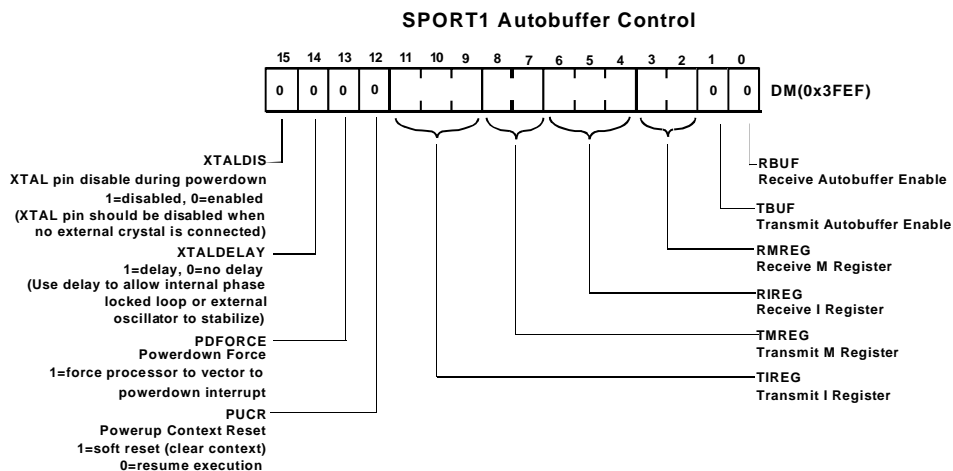 SPORT1 Autobuffer Control
15 14 13 12 11 10 9 8 7 6 5 4 3 2 1 0
0 0 0 0 0 0 DM(0x3FEF)
XTALDIS
XTAL pin disable during powerdown
1=disabled, 0=enabled
(XTAL pin should be disabled when
no external crystal is connected)
XTALDELAY
1=delay, 0=no delay
(Use delay to allow internal phase
locked loop or external
oscillator to stabilize)
PDFORCE
Powerdown Force
1=force processor to vector to
powerdown interrupt
PUCR
Powerup Context Reset
1=soft reset (clear context)
0=resume execution
RBUF
Receive Autobuffer Enable
TBUF
Transmit Autobuffer Enable
RMREG
Receive M Register
RIREG
Receive I Register
TMREG
Transmit M Register
TIREG
Transmit I Register